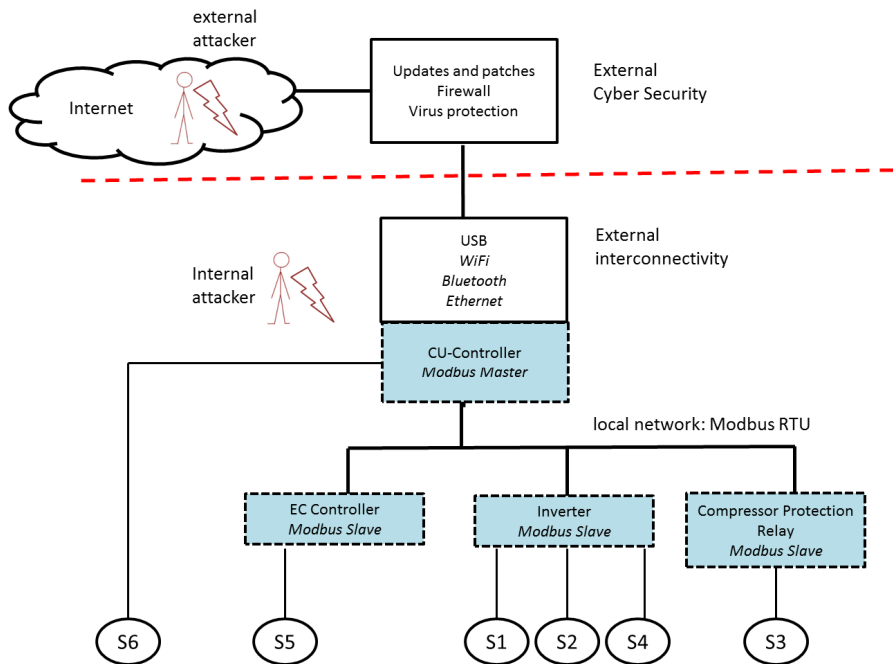 external
attacker
Internet
Updates and patches
Firewall
Virus protection
External
Cyber Security
Internal
attacker
USB
WiFi
Bluetooth
Ethernet
External
interconnectivity
CU-Controller
Modbus Master
local network: Modbus RTU
EC Controller
Modbus Slave
Inverter
Modbus Slave
Compressor Protection
Relay
Modbus Slave
S6
S5
S1
S2
S4
S3